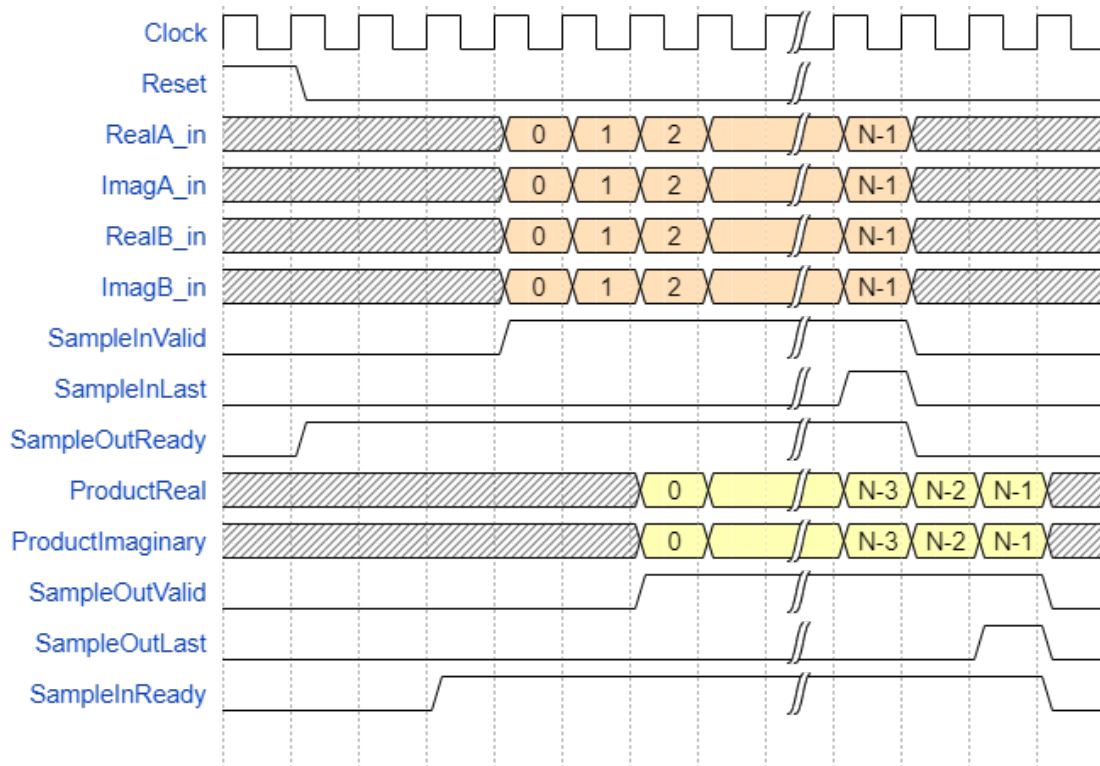 Clock
Reset
RealA_in 0 1 2 N-1
ImagA_in 0 1 2 N-1
RealB_in 0 1 2 N-1
ImagB_in 0 1 2 N-1
SampleInValid
SampleInLast
SampleOutReady
ProductReal 0 N-3 N-2 N-1
ProductImaginary 0 N-3 N-2 N-1
SampleOutValid
SampleOutLast
SampleInReady